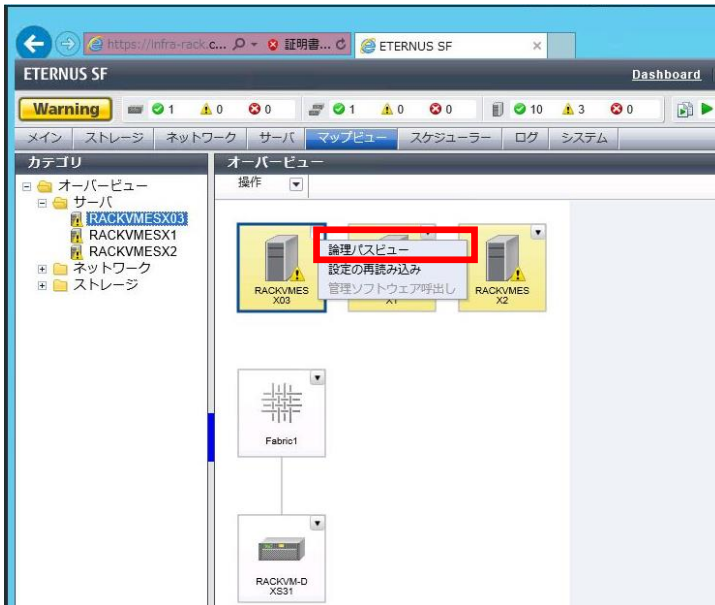 https://infra-rack.c... 証明書... ETERNUS SF
ETERNUS SF Dashboard
Warning 1 0 0 1 0 0 10 3 0
メイン ストレージ ネットワーク サーバ マップビュー スケジューラー ログ システム
カテゴリ
オーバービュー
サーバ
RACKVMESX03
RACKVMESX1
RACKVMESX2
ネットワーク
ストレージ
オーバービュー
操作
論理パスビュー
設定の再読み込み
管理ソフトウェア呼出し
RACKVMES
X03
X1
RACKVMES
X2
Fabric1
RACKVM-D
XS31